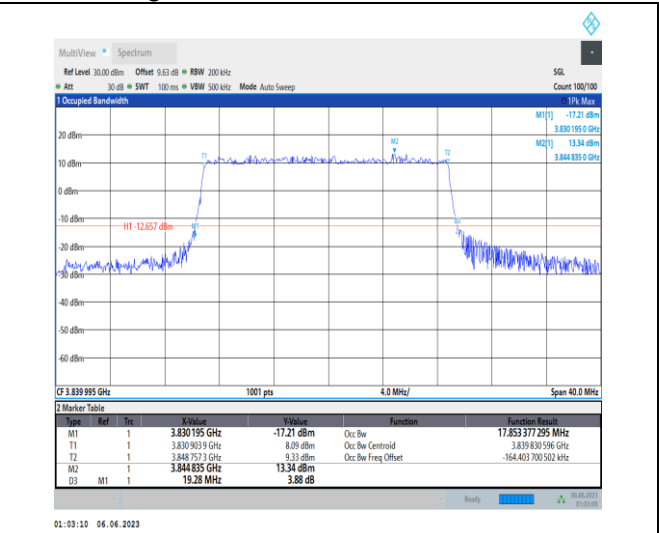 MultiView Spectrum
Ref Level 30.00 dBm Offset 9.63 dB RBW 200 kHz SGL
Att 30 dB SWT 100 ms VBW 500 kHz Mode Auto Sweep Count 100/100
1 Occupied Bandwidth 1Pk Max
M1[1] -17.21 dBm
3.830 195 0 GHz
M2[1] 13.34 dBm
3.844 835 0 GHz
20 dBm
M2
T1 T2
10 dBm
0 dBm
-10 dBm
H1 -12.657 dBm
M1
-20 dBm
-30 dBm
-40 dBm
-50 dBm
-60 dBm
CF 3.839 995 GHz 1001 pts 4.0 MHz/ Span 40.0 MHz
2 Marker Table
Type Ref Trc X-Value Y-Value Function Function Result
M1 1 3.830 195 GHz -17.21 dBm Occ Bw 17.853 377 295 MHz
T1 1 3.830 903 9 GHz 8.09 dBm Occ Bw Centroid 3.839 830 596 GHz
T2 1 3.848 757 3 GHz 9.33 dBm Occ Bw Freq Offset -164.403 700 502 kHz
M2 1 3.844 835 GHz 13.34 dBm
D3 M1 1 19.28 MHz 3.88 dB
Ready 06.06.2023
01:03:09
01:03:10 06.06.2023